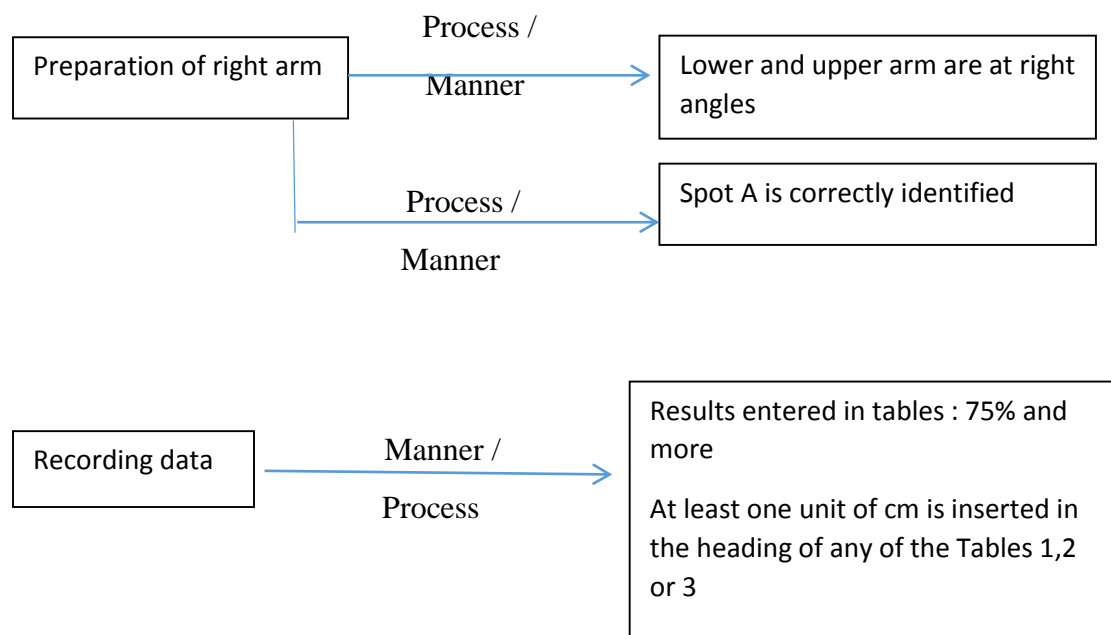 Process /
Preparation of right arm
Manner
Lower and upper arm are at right
angles
Process /
Manner
Spot A is correctly identified
Recording data
Manner /
Process
Results entered in tables : 75% and
more
At least one unit of cm is inserted in
the heading of any of the Tables 1,2
or 3